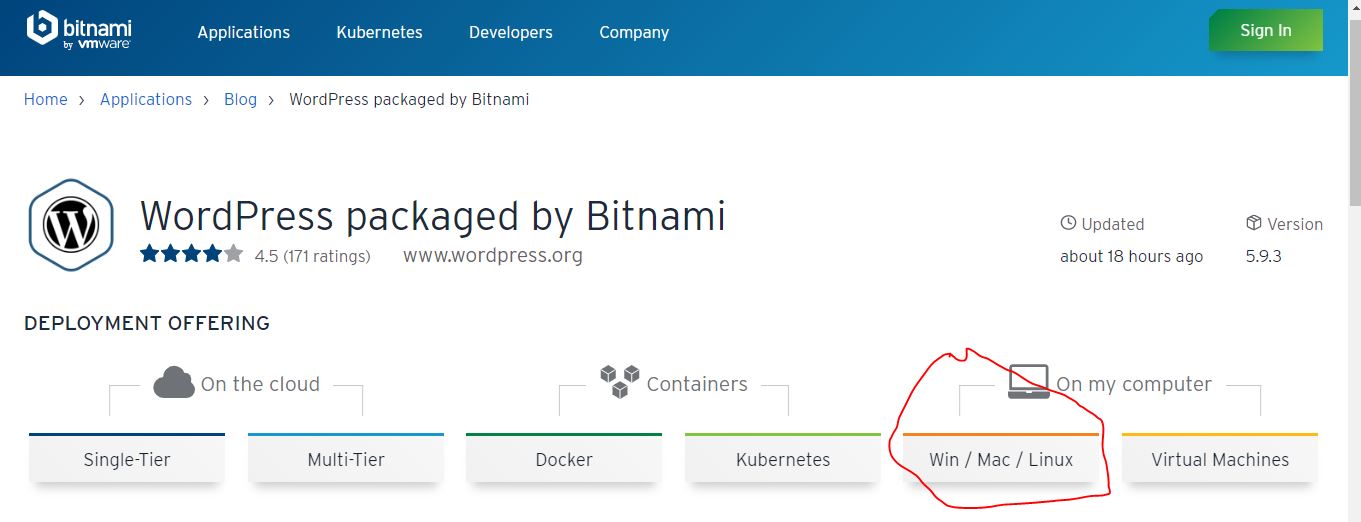 bitnami
by vmware
Applications Kubernetes Developers Company
Sign In
Home › Applications › Blog › WordPress packaged by Bitnami
WordPress packaged by Bitnami
4.5 (171 ratings) www.wordpress.org
Updated
about 18 hours ago
Version
5.9.3
DEPLOYMENT OFFERING
On the cloud
Containers
On my computer
Single-Tier
Multi-Tier
Docker
Kubernetes
Win / Mac / Linux
Virtual Machines